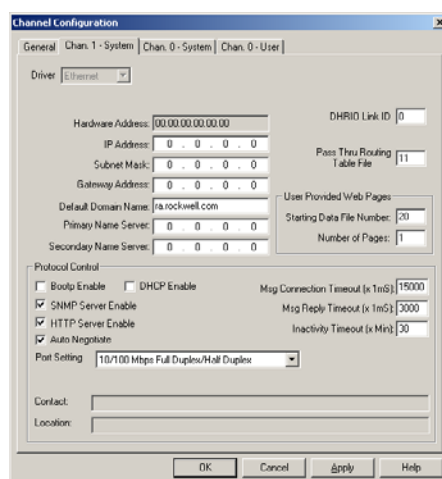 Channel Configuration
General Chan. 1 - System Chan. 0 - System Chan. 0 - User
Driver Ethernet
Hardware Address: 00:00:00:00:00:00
DHRIO Link ID 0
IP Address: 0 . 0 . 0 . 0
Subnet Mask: 0 . 0 . 0 . 0
Pass Thru Routing
Table File 11
Gateway Address: 0 . 0 . 0 . 0
Default Domain Name: ra.rockwell.com
Primary Name Server: 0 . 0 . 0 . 0
Secondary Name Server: 0 . 0 . 0 . 0
User Provided Web Pages
Starting Data File Number: 20
Number of Pages: 1
Protocol Control
Bootp Enable DHCP Enable
SNMP Server Enable
HTTP Server Enable
Auto Negotiate
Port Setting 10/100 Mbps Full Duplex/Half Duplex
Msg Connection Timeout (x 1mS): 15000
Msg Reply Timeout (x 1mS): 3000
Inactivity Timeout (x Min): 30
Contact:
Location:
OK Cancel Apply Help